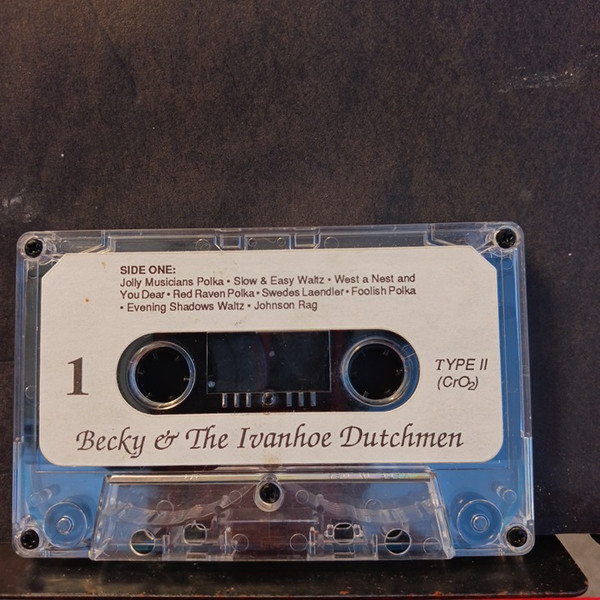 SIDE ONE:
Jolly Musicians Polka • Slow & Easy Waltz • West a Nest and
You Dear • Red Raven Polka • Swedes Laendler • Foolish Polka
• Evening Shadows Waltz • Johnson Rag
1
TYPE II
(CrO₂)
Becky & The Ivanhoe Dutchmen